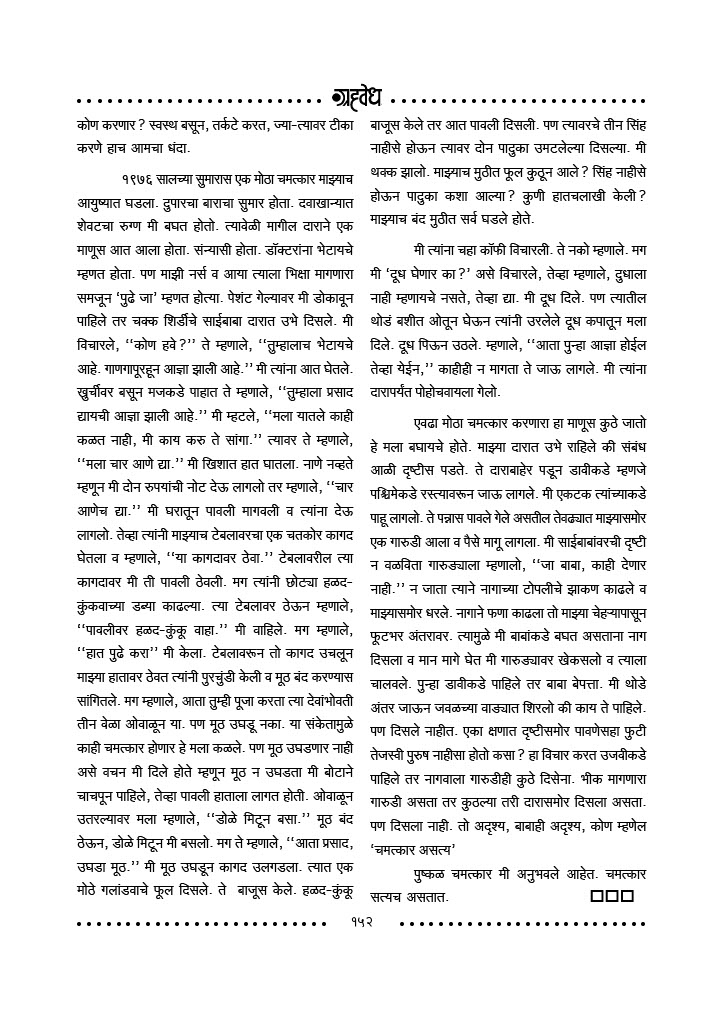 ग्रहवेध
कोण करणार? स्वस्थ बसून, तर्कटे करत, ज्या-त्यावर टीका
करणे हाच आमचा धंदा.
१९७६ सालच्या सुमारास एक मोठा चमत्कार माझ्याच
आयुष्यात घडला. दुपारचा बाराचा सुमार होता. दवाखान्यात
शेवटचा रुग्ण मी बघत होतो. त्यावेळी मागील दाराने एक
माणूस आत आला होता. संन्यासी होता. डॉक्टरांना भेटायचे
म्हणत होता. पण माझी नर्स व आया त्याला भिक्षा मागणारा
समजून ‘पुढे जा’ म्हणत होत्या. पेशंट गेल्यावर मी डोकावून
पाहिले तर चक्क शिर्डीचे साईबाबा दारात उभे दिसले. मी
विचारले, ‘‘कोण हवे?’’ ते म्हणाले, ‘‘तुम्हालाच भेटायचे
आहे. गाणगापूरहून आज्ञा झाली आहे.’’ मी त्यांना आत घेतले.
खुर्चीवर बसून मजकडे पाहात ते म्हणाले, ‘‘तुम्हाला प्रसाद
द्यायची आज्ञा झाली आहे.’’ मी म्हटले, ‘‘मला यातले काही
कळत नाही, मी काय करु ते सांगा.’’ त्यावर ते म्हणाले,
‘‘मला चार आणे द्या.’’ मी खिशात हात घातला. नाणे नव्हते
म्हणून मी दोन रुपयांची नोट देऊ लागलो तर म्हणाले, ‘‘चार
आणेच द्या.’’ मी घरातून पावली मागवली व त्यांना देऊ
लागलो. तेव्हा त्यांनी माझ्याच टेबलावरचा एक चतकोर कागद
घेतला व म्हणाले, ‘‘या कागदावर ठेवा.’’ टेबलावरील त्या
कागदावर मी ती पावली ठेवली. मग त्यांनी छोट्या हळद-
कुंकवाच्या डब्या काढल्या. त्या टेबलावर ठेऊन म्हणाले,
‘‘पावलीवर हळद-कुंकू वाहा.’’ मी वाहिले. मग म्हणाले,
‘‘हात पुढे करा’’ मी केला. टेबलावरून तो कागद उचलून
माझ्या हातावर ठेवत त्यांनी पुरचुंडी केली व मूठ बंद करण्यास
सांगितले. मग म्हणाले, आता तुम्ही पूजा करता त्या देवांभोवती
तीन वेळा ओवाळून या. पण मूठ उघडू नका. या संकेतामुळे
काही चमत्कार होणार हे मला कळले. पण मूठ उघडणार नाही
असे वचन मी दिले होते म्हणून मूठ न उघडता मी बोटाने
चाचपून पाहिले, तेव्हा पावली हाताला लागत होती. ओवाळून
उतरल्यावर मला म्हणाले, ‘‘डोळे मिटून बसा.’’ मूठ बंद
ठेऊन, डोळे मिटून मी बसलो. मग ते म्हणाले, ‘‘आता प्रसाद,
उघडा मूठ.’’ मी मूठ उघडून कागद उलगडला. त्यात एक
मोठे गलांडवाचे फूल दिसले. ते बाजूस केले. हळद-कुंकू
बाजूस केले तर आत पावली दिसली. पण त्यावरचे तीन सिंह
नाहीसे होऊन त्यावर दोन पादुका उमटलेल्या दिसल्या. मी
थक्क झालो. माझ्याच मुठीत फूल कुठून आले? सिंह नाहीसे
होऊन पादुका कशा आल्या? कुणी हातचलाखी केली?
माझ्याच बंद मुठीत सर्व घडले होते.
मी त्यांना चहा कॉफी विचारली. ते नको म्हणाले. मग
मी ‘दूध घेणार का?’ असे विचारले, तेव्हा म्हणाले, दुधाला
नाही म्हणायचे नसते, तेव्हा द्या. मी दूध दिले. पण त्यातील
थोडं बशीत ओतून घेऊन त्यांनी उरलेले दूध कपातून मला
दिले. दूध पिऊन उठले. म्हणाले, ‘‘आता पुन्हा आज्ञा होईल
तेव्हा येईन,’’ काहीही न मागता ते जाऊ लागले. मी त्यांना
दारापर्यंत पोहोचवायला गेलो.
एवढा मोठा चमत्कार करणारा हा माणूस कुठे जातो
हे मला बघायचे होते. माझ्या दारात उभे राहिले की संबंध
आळी दृष्टीस पडते. ते दाराबाहेर पडून डावीकडे म्हणजे
पश्चिमेकडे रस्त्यावरून जाऊ लागले. मी एकटक त्यांच्याकडे
पाहू लागलो. ते पन्नास पावले गेले असतील तेवढ्यात माझ्यासमोर
एक गारुडी आला व पैसे मागू लागला. मी साईबाबांवरची दृष्टी
न वळविता गारुड्याला म्हणालो, ‘‘जा बाबा, काही देणार
नाही.’’ न जाता त्याने नागाच्या टोपलीचे झाकण काढले व
माझ्यासमोर धरले. नागाने फणा काढला तो माझ्या चेहऱ्यापासून
फूटभर अंतरावर. त्यामुळे मी बाबांकडे बघत असताना नाग
दिसला व मान मागे घेत मी गारुड्यावर खेकसलो व त्याला
चालवले. पुन्हा डावीकडे पाहिले तर बाबा बेपत्ता. मी थोडे
अंतर जाऊन जवळच्या वाड्यात शिरलो की काय ते पाहिले.
पण दिसले नाहीत. एका क्षणात दृष्टीसमोर पावणेसहा फुटी
तेजस्वी पुरुष नाहीसा होतो कसा? हा विचार करत उजवीकडे
पाहिले तर नागवाला गारुडीही कुठे दिसेना. भीक मागणारा
गारुडी असता तर कुठल्या तरी दारासमोर दिसला असता.
पण दिसला नाही. तो अदृश्य, बाबाही अदृश्य, कोण म्हणेल
‘चमत्कार असत्य’
पुष्कळ चमत्कार मी अनुभवले आहेत. चमत्कार
सत्यच असतात.
१५२